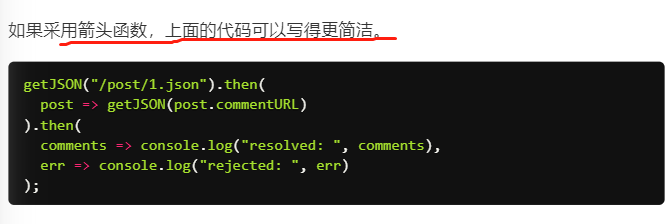 如果采用箭头函数，上面的代码可以写得更简洁。
getJSON("/post/1.json").then(
  post => getJSON(post.commentURL)
).then(
  comments => console.log("resolved: ", comments),
  err => console.log("rejected: ", err)
);